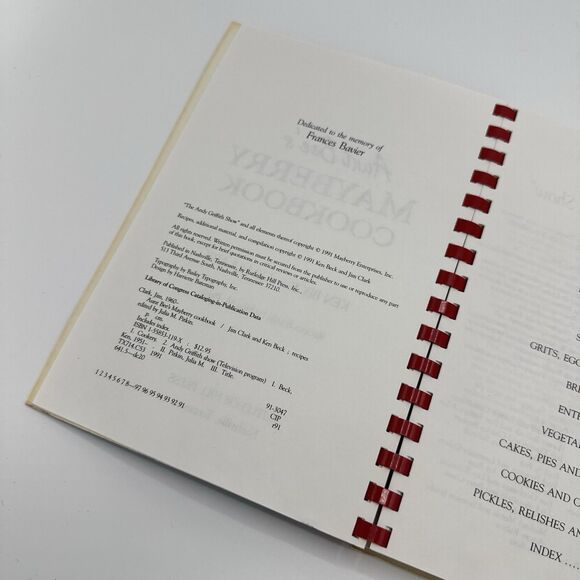 Dedicated to the memory of
Frances Bavier
Aunt Bee's
MAYBERRY
COOKBOOK
"The Andy Griffith Show" and all elements thereof copyright © 1991 Mayberry Enterprises, Inc.
Recipes, additional material, and compilation copyright © 1991 Ken Beck and Jim Clark
All rights reserved. Written permission must be secured from the publisher to use or reproduce any part
of this book, except for brief quotations in critical reviews or articles.
Published in Nashville, Tennessee, by Rutledge Hill Press, Inc.,
513 Third Avenue South, Nashville, Tennessee 37210.
Typography by Bailey Typography, Inc.
Design by Harriette Bateman
Library of Congress Cataloging-in-Publication Data
Clark, Jim, 1960–
Aunt Bee's Mayberry cookbook / Jim Clark and Ken Beck ; recipes
edited by Julia M. Pitkin.
p. cm.
Includes index.
ISBN 1-55853-119-X : $12.95
1. Cookery. 2. Andy Griffith show (Television program) I. Beck,
Ken, 1951– . II. Pitkin, Julia M. III. Title.
TX714.C53 1991
641.5—dc20 91-3047
CIP
r91
1 2 3 4 5 6 7 8—97 96 95 94 93 92 91
GRITS, EGG
BRE
ENTE
VEGETA
CAKES, PIES AND
COOKIES AND C
PICKLES, RELISHES AN
INDEX ....